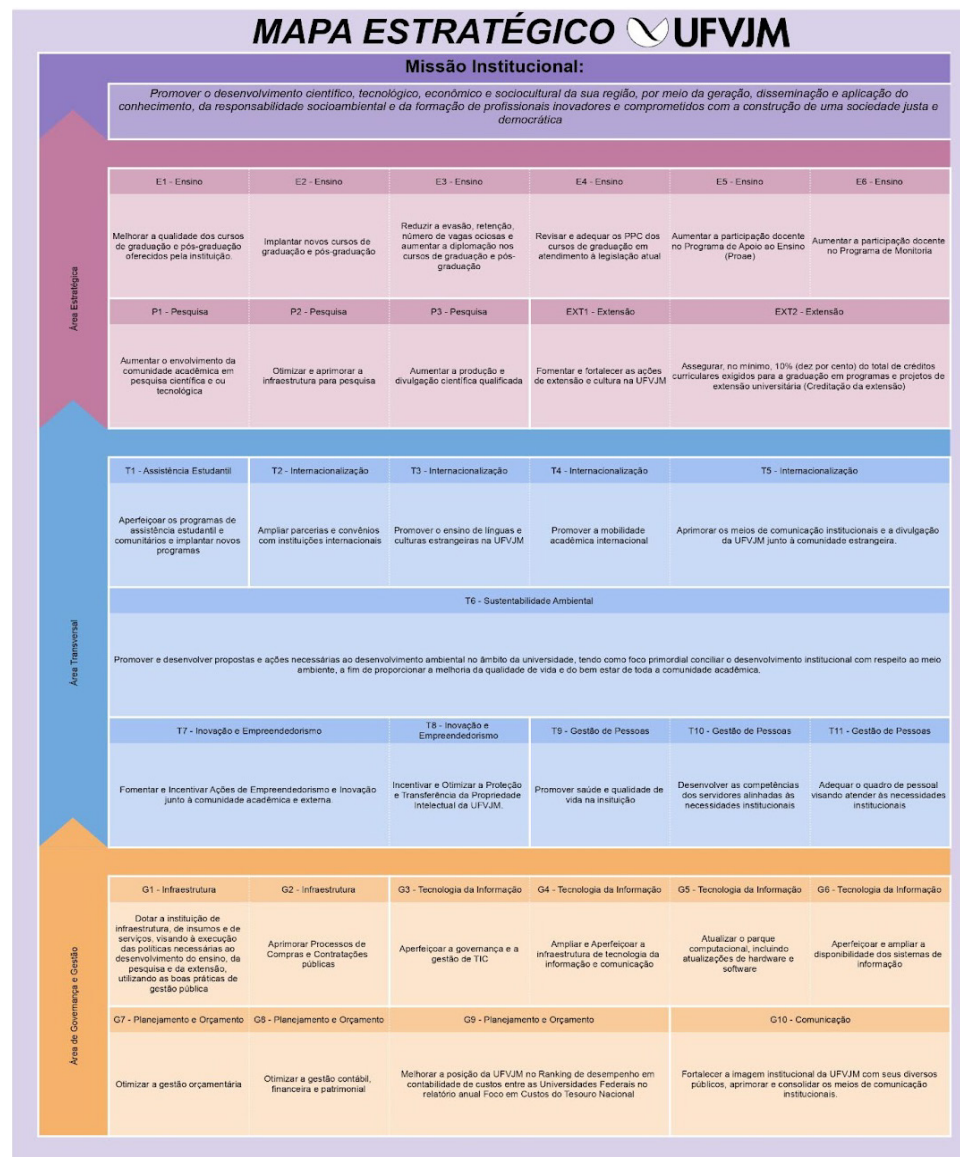 MAPA ESTRATÉGICO UFVJM
Missão Institucional:
Promover o desenvolvimento científico, tecnológico, econômico e sociocultural da sua região, por meio da geração, disseminação e aplicação do
conhecimento, da responsabilidade socioambiental e da formação de profissionais inovadores e comprometidos com a construção de uma sociedade justa e
democrática
Área Estratégica
E1 - Ensino
Melhorar a qualidade dos cursos
de graduação e pós-graduação
oferecidos pela instituição.
E2 - Ensino
Implantar novos cursos de
graduação e pós-graduação
E3 - Ensino
Reduzir a evasão, retenção,
número de vagas ociosas e
aumentar a diplomação nos
cursos de graduação e pós-
graduação
E4 - Ensino
Revisar e adequar os PPC dos
cursos de graduação em
atendimento à legislação atual
E5 - Ensino
Aumentar a participação docente
no Programa de Apoio ao Ensino
(Proae)
E6 - Ensino
Aumentar a participação docente
no Programa de Monitoria
P1 - Pesquisa
Aumentar o envolvimento da
comunidade acadêmica em
pesquisa científica e ou
tecnológica
P2 - Pesquisa
Otimizar e aprimorar a
infraestrutura para pesquisa
P3 - Pesquisa
Aumentar a produção e
divulgação científica qualificada
EXT1 - Extensão
Fomentar e fortalecer as ações
de extensão e cultura na UFVJM
EXT2 - Extensão
Assegurar, no mínimo, 10% (dez por cento) do total de créditos
curriculares exigidos para a graduação em programas e projetos de
extensão universitária (Creditação da extensão)
Área Transversal
T1 - Assistência Estudantil
Aperfeiçoar os programas de
assistência estudantil e
comunitários e implantar novos
programas
T2 - Internacionalização
Ampliar parcerias e convênios
com instituições internacionais
T3 - Internacionalização
Promover o ensino de línguas e
culturas estrangeiras na UFVJM
T4 - Internacionalização
Promover a mobilidade
acadêmica internacional
T5 - Internacionalização
Aprimorar os meios de comunicação institucionais e a divulgação
da UFVJM junto à comunidade estrangeira.
T6 - Sustentabilidade Ambiental
Promover e desenvolver propostas e ações necessárias ao desenvolvimento ambiental no âmbito da universidade, tendo como foco primordial conciliar o desenvolvimento institucional com respeito ao meio
ambiente, a fim de proporcionar a melhoria da qualidade de vida e do bem estar de toda a comunidade acadêmica.
T7 - Inovação e Empreendedorismo
Fomentar e Incentivar Ações de Empreendedorismo e Inovação
junto à comunidade acadêmica e externa.
T8 - Inovação e
Empreendedorismo
Incentivar e Otimizar a Proteção
e Transferência da Propriedade
Intelectual da UFVJM.
T9 - Gestão de Pessoas
Promover saúde e qualidade de
vida na insituição
T10 - Gestão de Pessoas
Desenvolver as competências
dos servidores alinhadas às
necessidades institucionais
T11 - Gestão de Pessoas
Adequar o quadro de pessoal
visando atender às necessidades
institucionais
Área de Governança e Gestão
G1 - Infraestrutura
Dotar a instituição de
infraestrutura, de insumos e de
serviços, visando à execução
das políticas necessárias ao
desenvolvimento do ensino, da
pesquisa e da extensão,
utilizando as boas práticas de
gestão pública
G2 - Infraestrutura
Aprimorar Processos de
Compras e Contratações
públicas
G3 - Tecnologia da Informação
Aperfeiçoar a governança e a
gestão de TIC
G4 - Tecnologia da Informação
Ampliar e Aperfeiçoar a
infraestrutura de tecnologia da
informação e comunicação
G5 - Tecnologia da Informação
Atualizar o parque
computacional, incluindo
atualizações de hardware e
software
G6 - Tecnologia da Informação
Aperfeiçoar e ampliar a
disponibilidade dos sistemas de
informação
G7 - Planejamento e Orçamento
Otimizar a gestão orçamentária
G8 - Planejamento e Orçamento
Otimizar a gestão contábil,
financeira e patrimonial
G9 - Planejamento e Orçamento
Melhorar a posição da UFVJM no Ranking de desempenho em
contabilidade de custos entre as Universidades Federais no
relatório anual Foco em Custos do Tesouro Nacional
G10 - Comunicação
Fortalecer a imagem institucional da UFVJM com seus diversos
públicos, aprimorar e consolidar os meios de comunicação
institucionais.